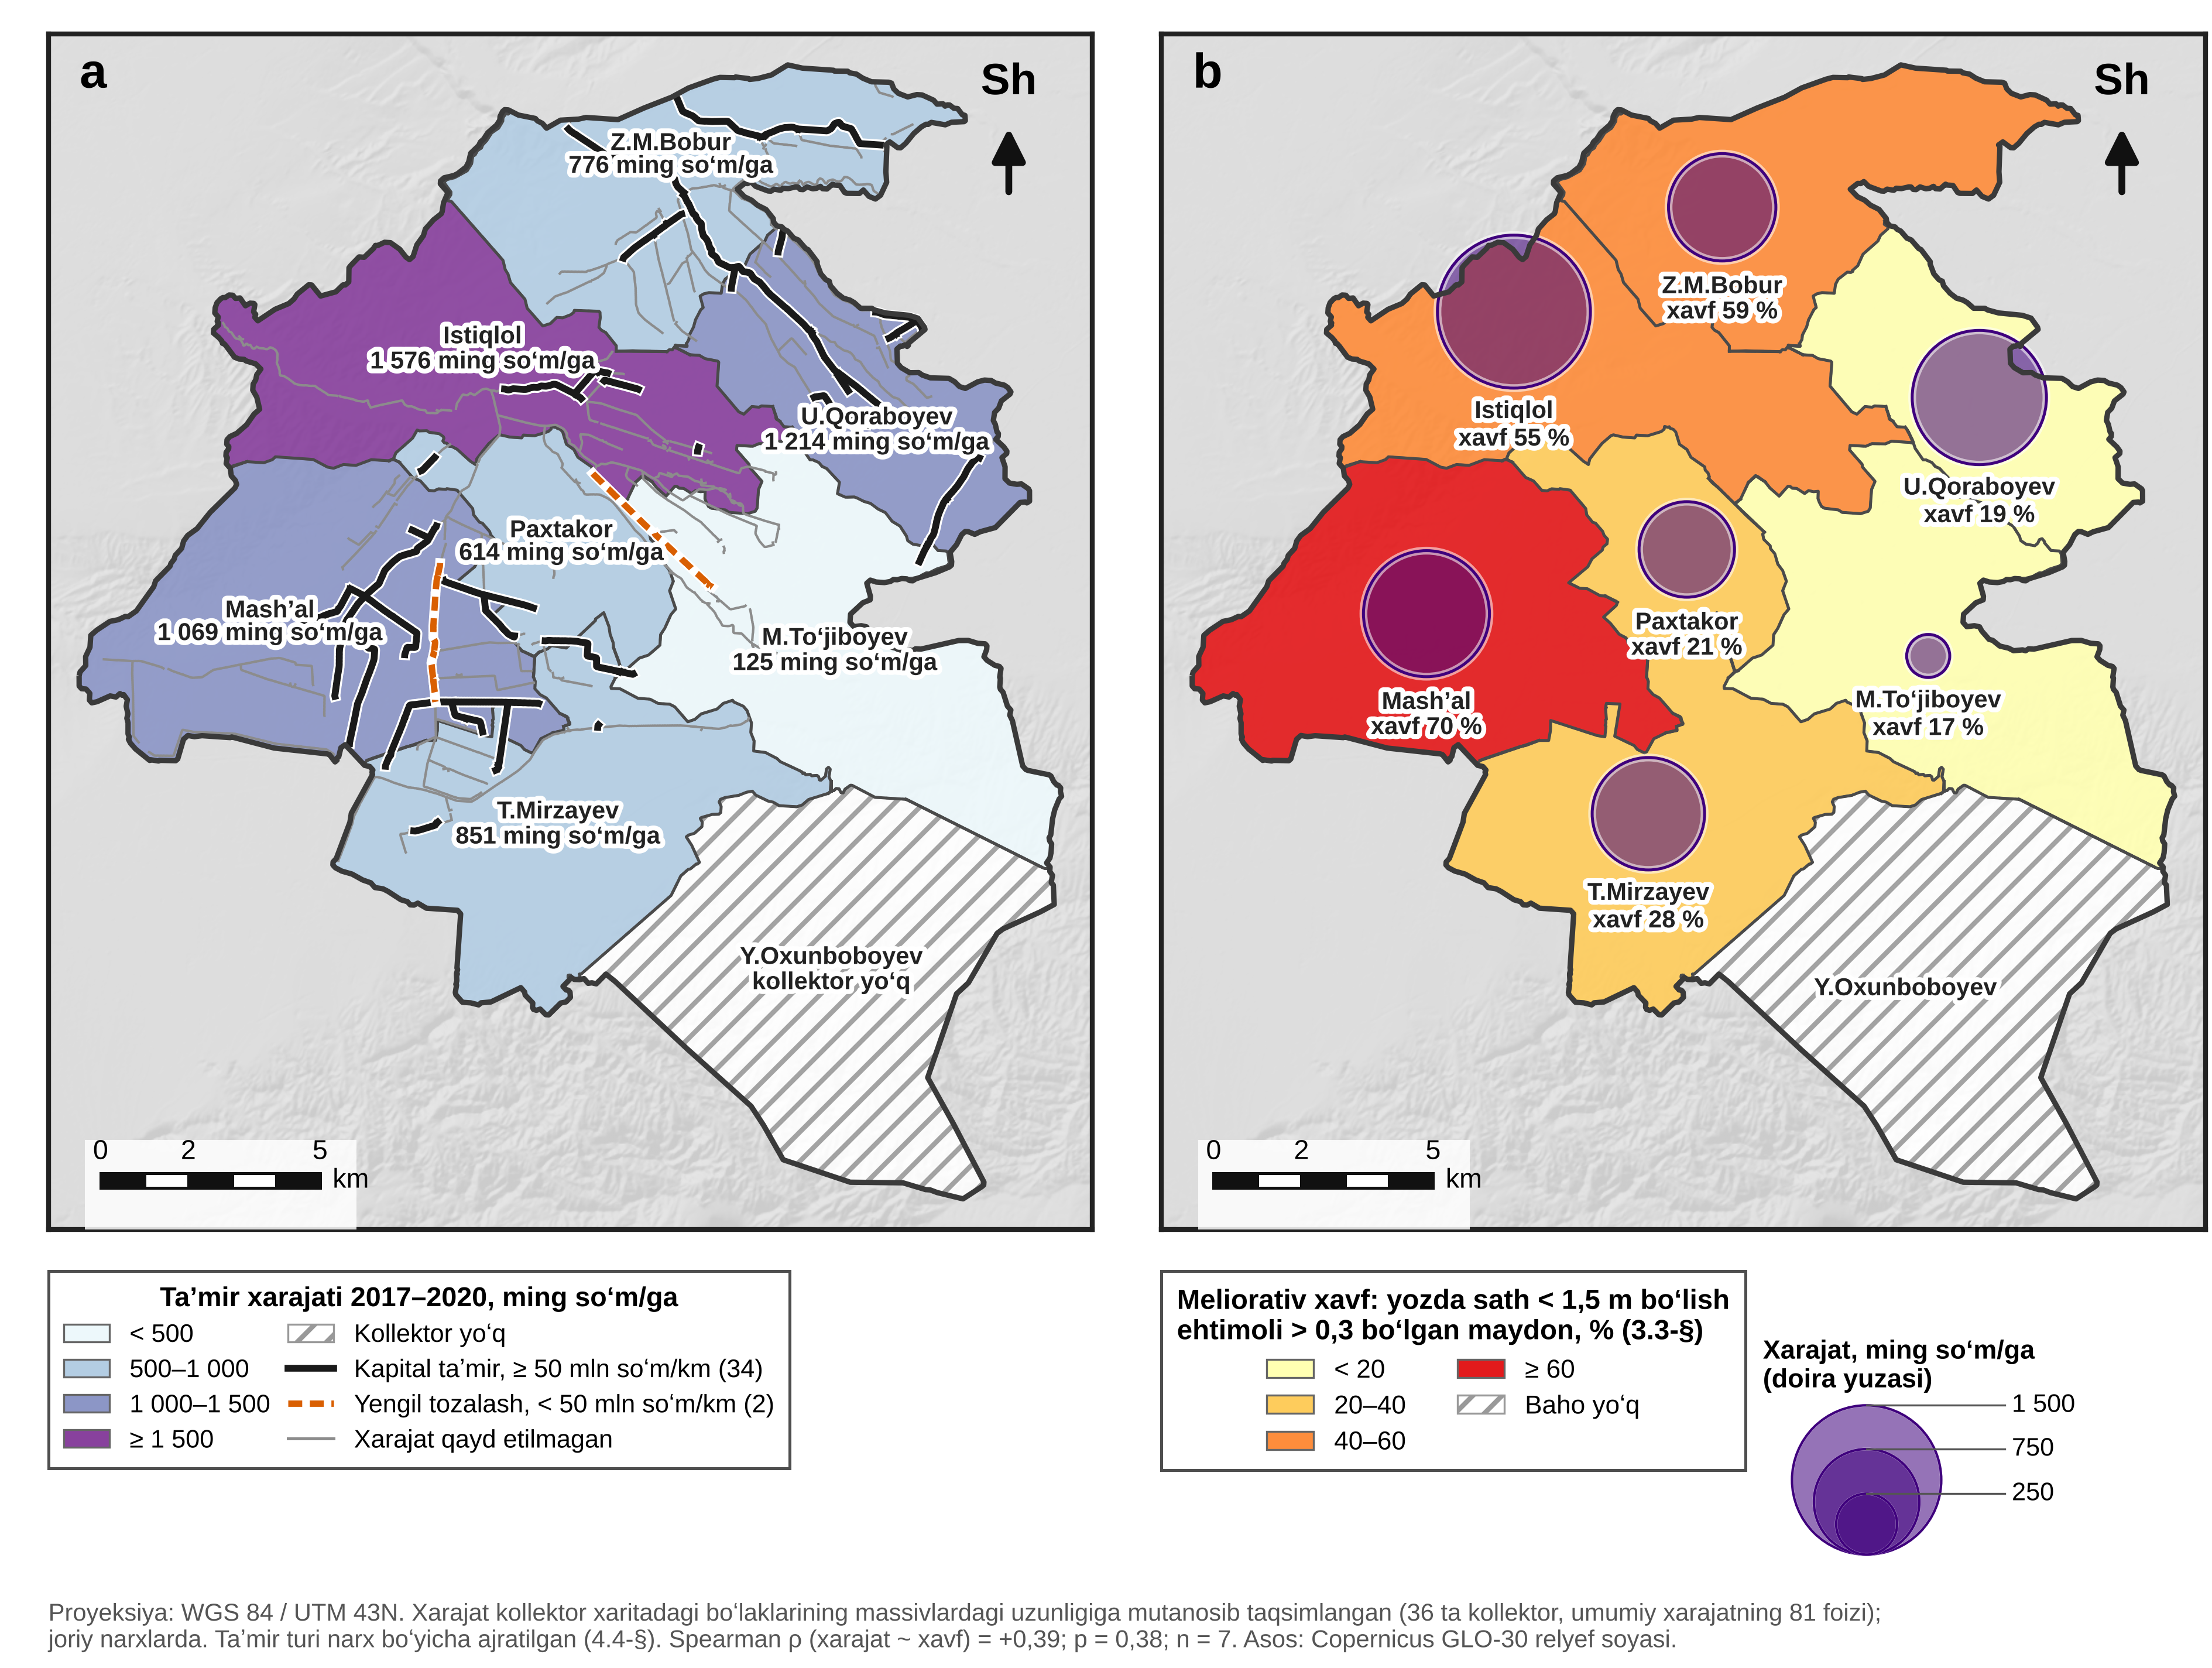 a
Sh
Z.M.Bobur
776 ming so‘m/ga
Istiqlol
1 576 ming so‘m/ga
U.Qoraboyev
1 214 ming so‘m/ga
Paxtakor
614 ming so‘m/ga
Mash’al
1 069 ming so‘m/ga
M.To‘jiboyev
125 ming so‘m/ga
T.Mirzayev
851 ming so‘m/ga
Y.Oxunboboyev
kollektor yo‘q
0 2 5
km
b
Sh
Z.M.Bobur
xavf 59 %
Istiqlol
xavf 55 %
U.Qoraboyev
xavf 19 %
Paxtakor
xavf 21 %
Mash’al
xavf 70 %
M.To‘jiboyev
xavf 17 %
T.Mirzayev
xavf 28 %
Y.Oxunboboyev
0 2 5
km
Ta’mir xarajati 2017–2020, ming so‘m/ga
< 500
500–1 000
1 000–1 500
≥ 1 500
Kollektor yo‘q
Kapital ta’mir, ≥ 50 mln so‘m/km (34)
Yengil tozalash, < 50 mln so‘m/km (2)
Xarajat qayd etilmagan
Meliorativ xavf: yozda sath < 1,5 m bo‘lish
ehtimoli > 0,3 bo‘lgan maydon, % (3.3-§)
< 20
20–40
40–60
≥ 60
Baho yo‘q
Xarajat, ming so‘m/ga
(doira yuzasi)
1 500
750
250
Proyeksiya: WGS 84 / UTM 43N. Xarajat kollektor xaritadagi bo‘laklarining massivlardagi uzunligiga mutanosib taqsimlangan (36 ta kollektor, umumiy xarajatning 81 foizi);
joriy narxlarda. Ta’mir turi narx bo‘yicha ajratilgan (4.4-§). Spearman ρ (xarajat ~ xavf) = +0,39; p = 0,38; n = 7. Asos: Copernicus GLO-30 relyef soyasi.